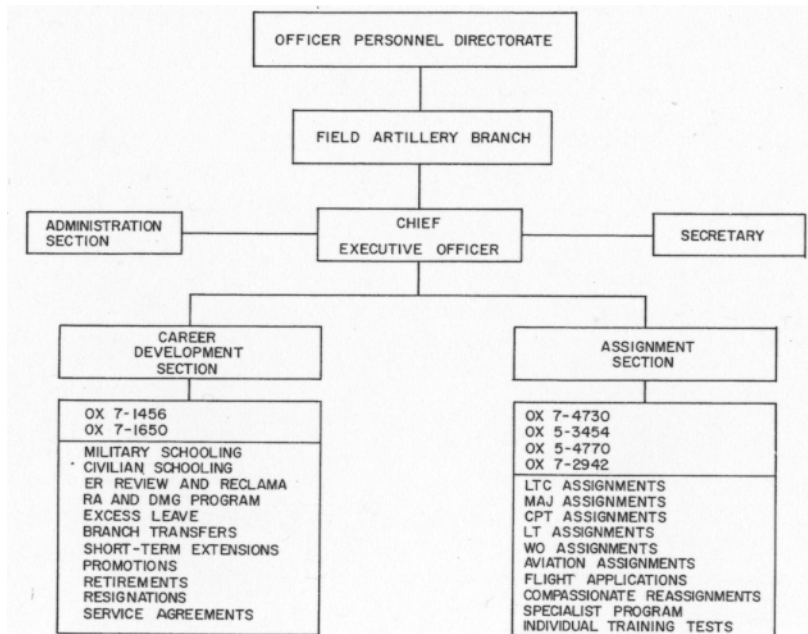 OFFICER PERSONNEL DIRECTORATE
FIELD ARTILLERY BRANCH
ADMINISTRATION
SECTION
CHIEF
EXECUTIVE OFFICER
SECRETARY
CAREER
DEVELOPMENT
SECTION
OX 7-1456
OX 7-1650
MILITARY SCHOOLING
CIVILIAN SCHOOLING
ER REVIEW AND RECLAMA
RA AND DMG PROGRAM
EXCESS LEAVE
BRANCH TRANSFERS
SHORT-TERM EXTENSIONS
PROMOTIONS
RETIREMENTS
RESIGNATIONS
SERVICE AGREEMENTS
ASSIGNMENT
SECTION
OX 7-4730
OX 5-3454
OX 5-4770
OX 7-2942
LTC ASSIGNMENTS
MAJ ASSIGNMENTS
CPT ASSIGNMENTS
LT ASSIGNMENTS
WO ASSIGNMENTS
AVIATION ASSIGNMENTS
FLIGHT APPLICATIONS
COMPASSIONATE REASSIGNMENTS
SPECIALIST PROGRAM
INDIVIDUAL TRAINING TESTS